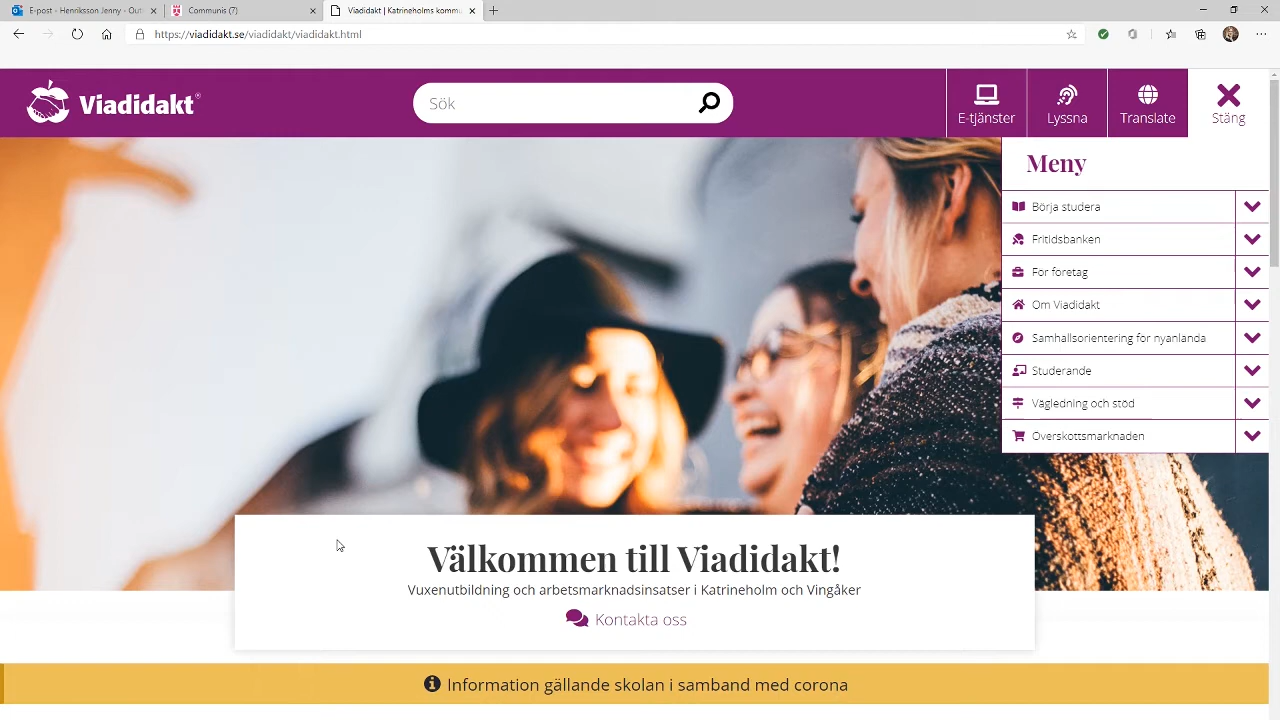 E-post - Henriksson Jenny - Out
Communis (7)
Viadidakt | Katrineholms kommu
https://viadidakt.se/viadidakt/viadidakt.html
Viadidakt®
Sök
E-tjänster
Lyssna
Translate
Stäng
Meny
Börja studera
Fritidsbanken
För företag
Om Viadidakt
Samhällsorientering för nyanlända
Studerande
Vägledning och stöd
Överskottsmarknaden
Välkommen till Viadidakt!
Vuxenutbildning och arbetsmarknadsinsatser i Katrineholm och Vingåker
Kontakta oss
Information gällande skolan i samband med corona